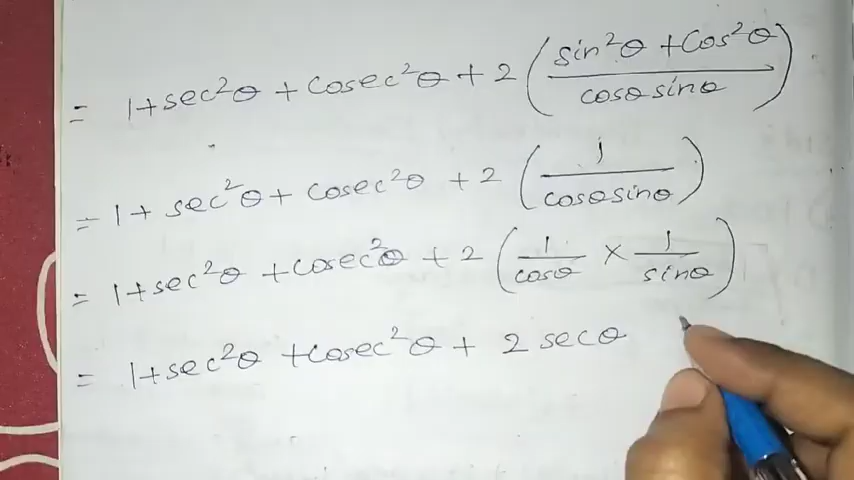 = 1+sec²θ + cosec²θ + 2 (sin²θ + cos²θ / cosθ sinθ)
= 1 + sec²θ + cosec²θ + 2 (1 / cosθ sinθ)
= 1+sec²θ + cosec²θ + 2 (1/cosθ × 1/sinθ)
= 1+sec²θ + cosec²θ + 2 secθ